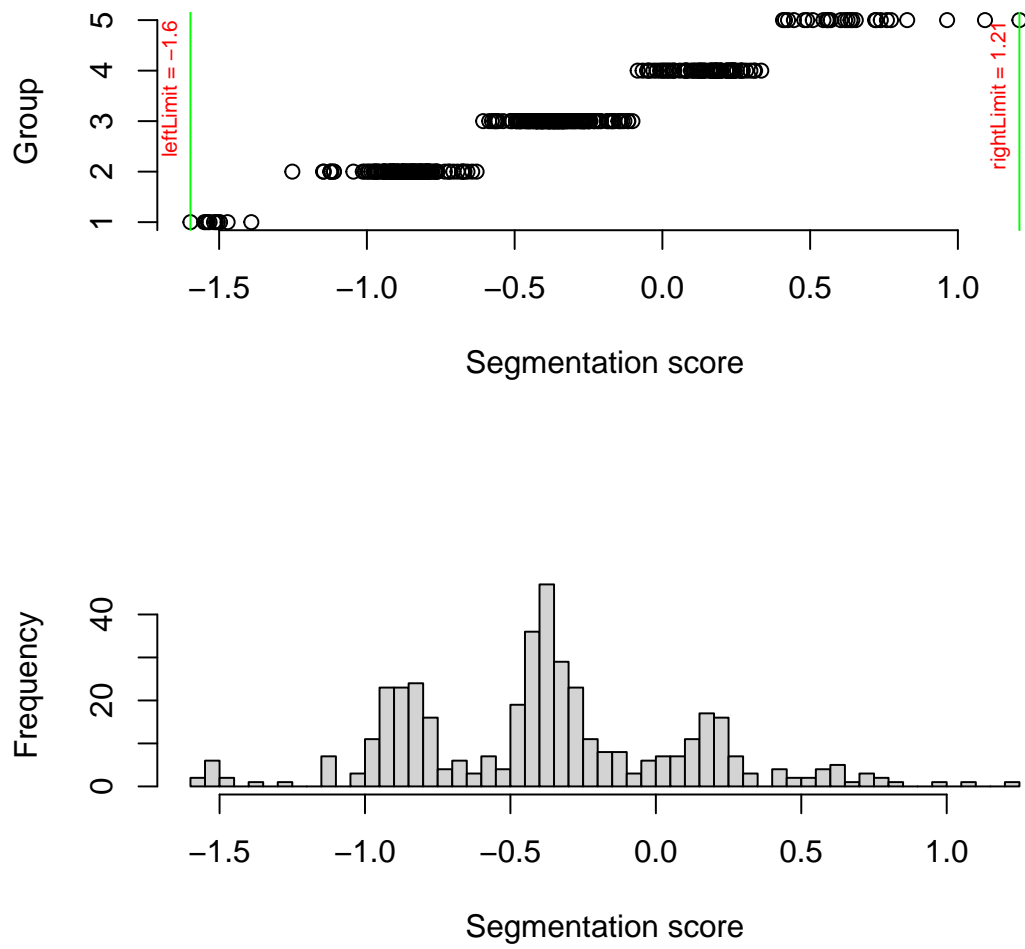 Group
1
2
3
4
5
leftLimit = −1.6
rightLimit = 1.21
−1.5 −1.0 −0.5 0.0 0.5 1.0
Segmentation score
Frequency
0
20
40
−1.5 −1.0 −0.5 0.0 0.5 1.0
Segmentation score